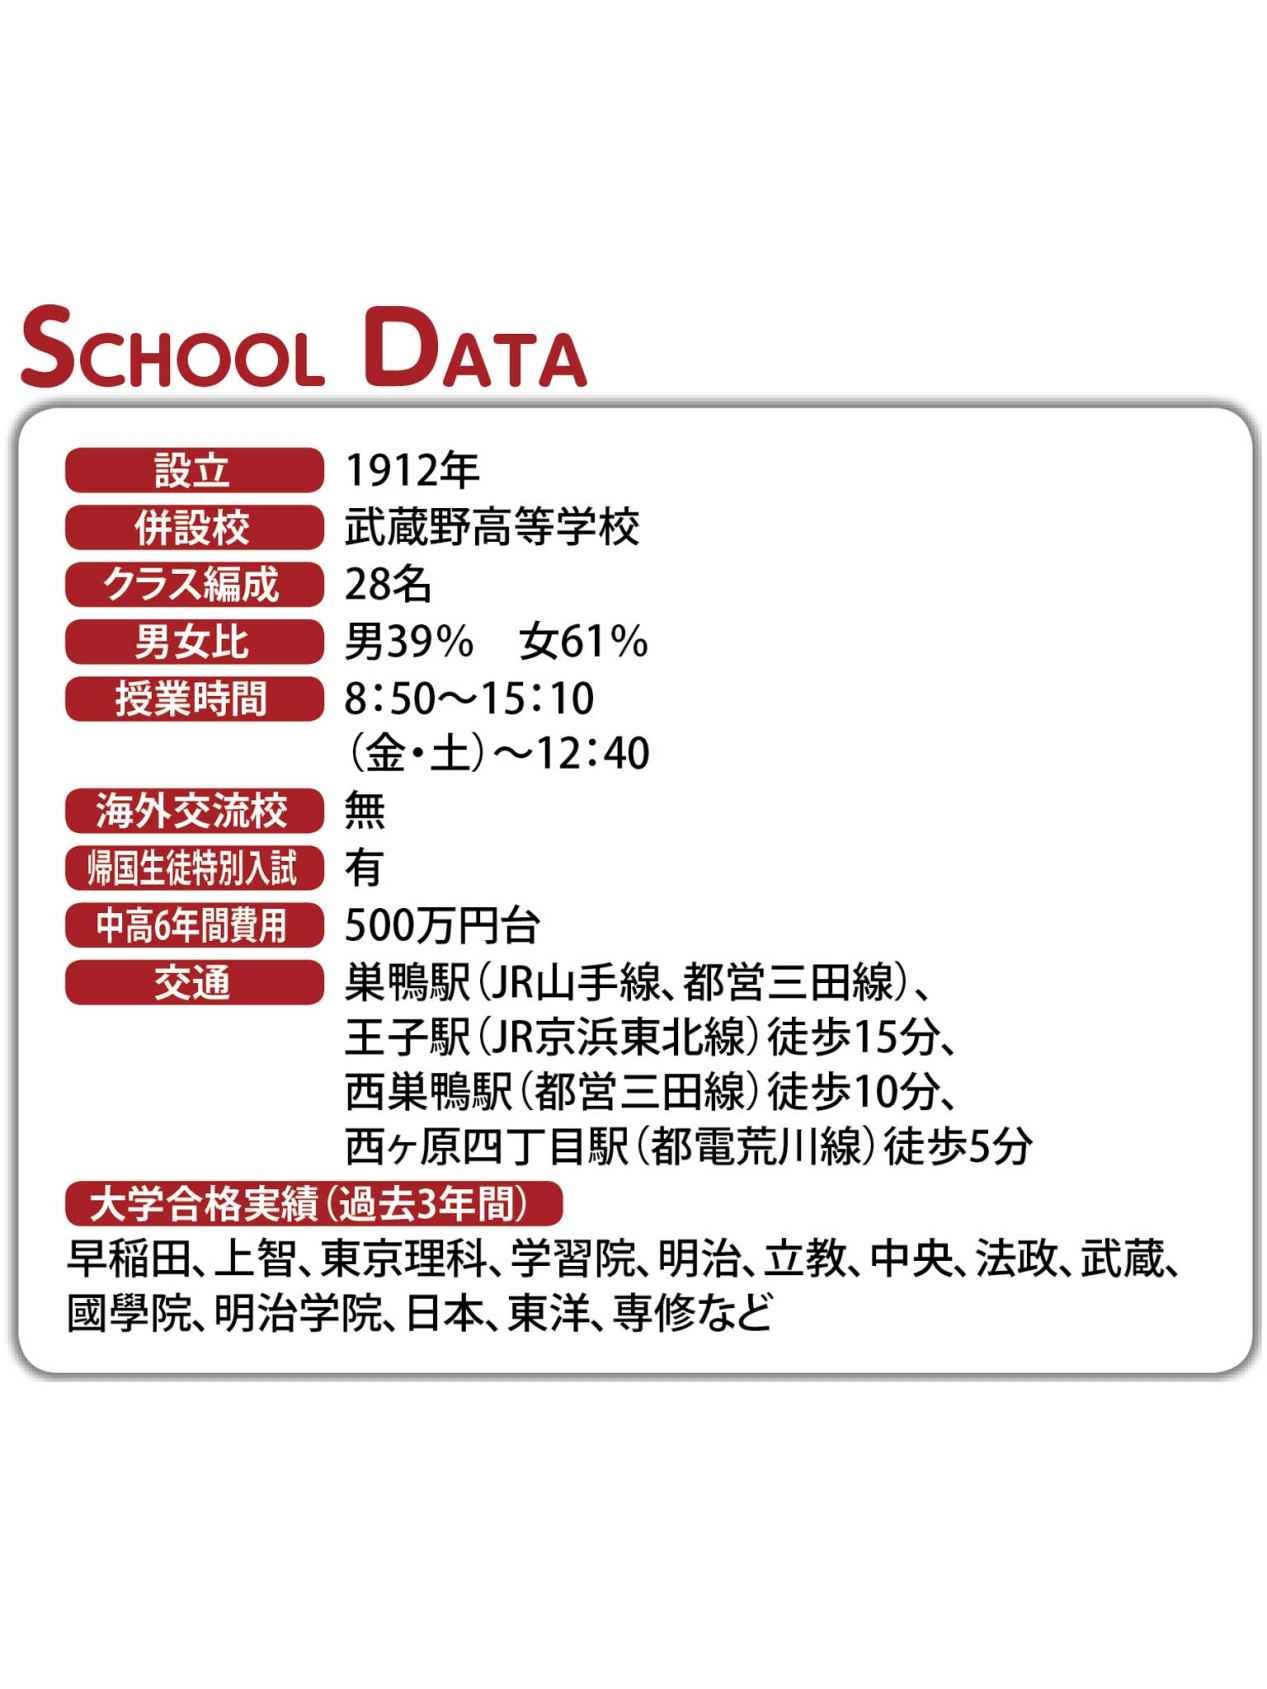 SCHOOL DATA
設立 1912年
併設校 武蔵野高等学校
クラス編成 28名
男女比 男39%　女61%
授業時間 8：50〜15：10
（金・土）〜12：40
海外交流校 無
帰国生徒特別入試 有
中高6年間費用 500万円台
交通 巣鴨駅（JR山手線、都営三田線）、
王子駅（JR京浜東北線）徒歩15分、
西巣鴨駅（都営三田線）徒歩10分、
西ヶ原四丁目駅（都電荒川線）徒歩5分
大学合格実績（過去3年間）
早稲田、上智、東京理科、学習院、明治、立教、中央、法政、武蔵、
國學院、明治学院、日本、東洋、専修など